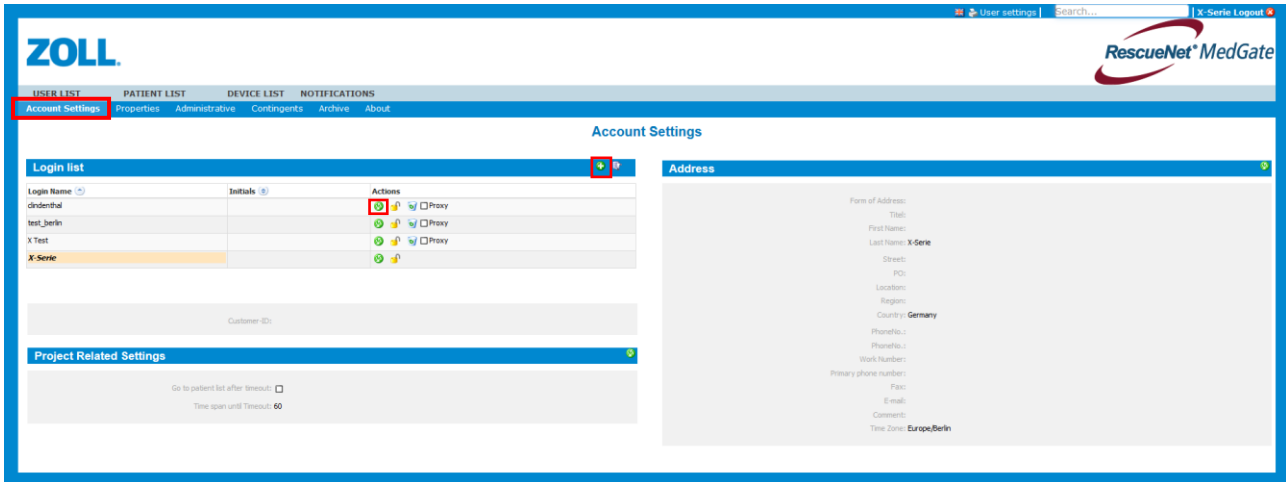 User settings | Search... | X-Serie Logout
ZOLL.
RescueNet® MedGate
USER LIST PATIENT LIST DEVICE LIST NOTIFICATIONS
Account Settings Properties Administrative Contingents Archive About
Account Settings
Login list
Login Name Initials Actions
dindenthal Proxy
test_berlin Proxy
X Test Proxy
X-Serie
Customer-ID:
Project Related Settings
Go to patient list after timeout:
Time span until Timeout: 60
Address
Form of Address:
Titel:
First Name:
Last Name: X-Serie
Street:
PO:
Location:
Region:
Country: Germany
PhoneNo.:
PhoneNo.:
Work Number:
Primary phone number:
Fax:
E-mail:
Comment:
Time Zone: Europe/Berlin